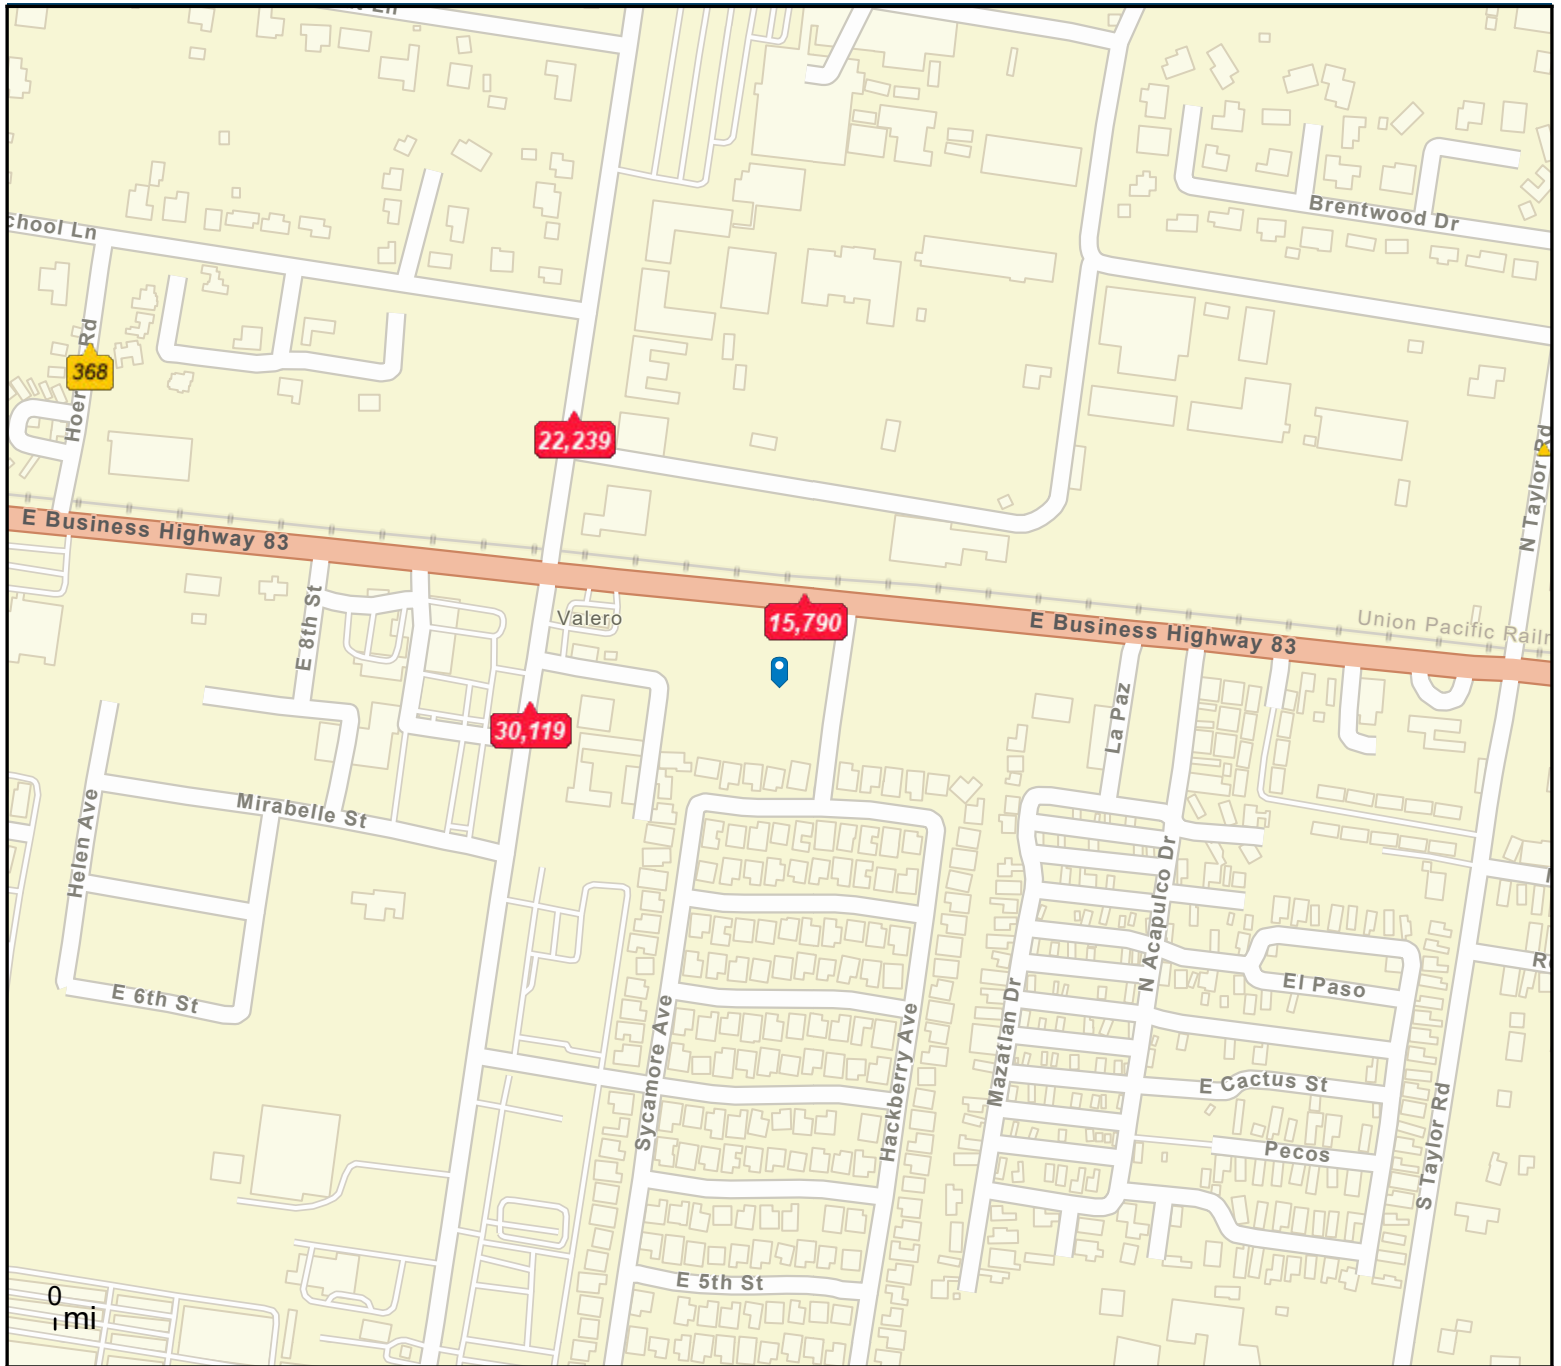 Ln
Brentwood Dr
chool Ln
Hoer Rd
368
22,239
N Taylor Rd
E Business Highway 83
Valero
15,790
E Business Highway 83
Union Pacific Railr
E 8th St
La Paz
30,119
Mirabelle St
Helen Ave
N Acapulco Dr
E 6th St
El Paso
Sycamore Ave
Hackberry Ave
Mazatlan Dr
E Cactus St
Pecos
S Taylor Rd
E 5th St
0
mi